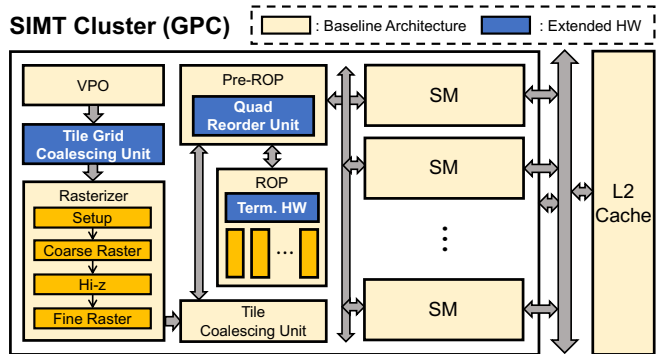 SIMT Cluster (GPC)
: Baseline Architecture
: Extended HW
VPO
Tile Grid
Coalescing Unit
Rasterizer
Setup
Coarse Raster
Hi-z
Fine Raster
Pre-ROP
Quad
Reorder Unit
ROP
Term. HW
...
Tile
Coalescing Unit
SM
SM
...
SM
L2
Cache